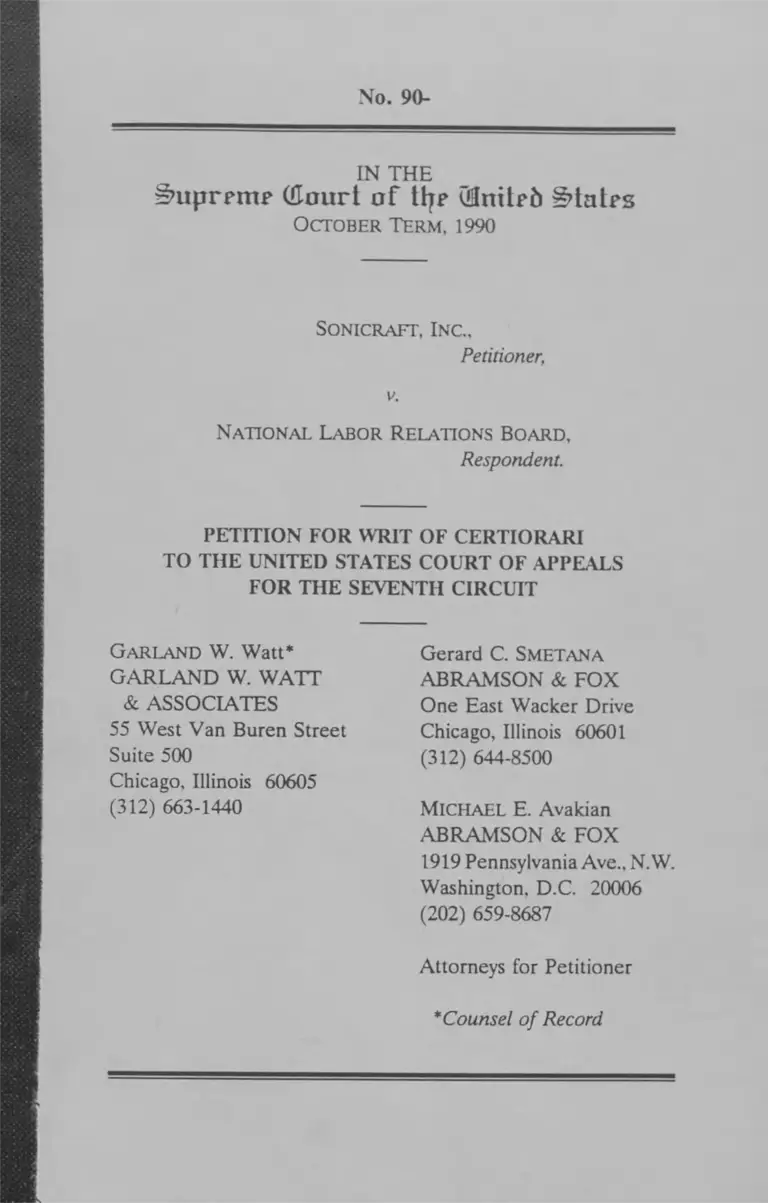 No. 90-
IN THE
Supreme Court of the United States
OCTOBER TERM, 1990
SONICRAFT, INC.,
Petitioner,
v.
NATIONAL LABOR RELATIONS BOARD,
Respondent.
PETITION FOR WRIT OF CERTIORARI
TO THE UNITED STATES COURT OF APPEALS
FOR THE SEVENTH CIRCUIT
GARLAND W. Watt*
GARLAND W. WATT
& ASSOCIATES
55 West Van Buren Street
Suite 500
Chicago, Illinois 60605
(312) 663-1440
Gerard C. SMETANA
ABRAMSON & FOX
One East Wacker Drive
Chicago, Illinois 60601
(312) 644-8500
MICHAEL E. Avakian
ABRAMSON & FOX
1919 Pennsylvania Ave., N.W.
Washington, D.C. 20006
(202) 659-8687
Attorneys for Petitioner
*Counsel of Record